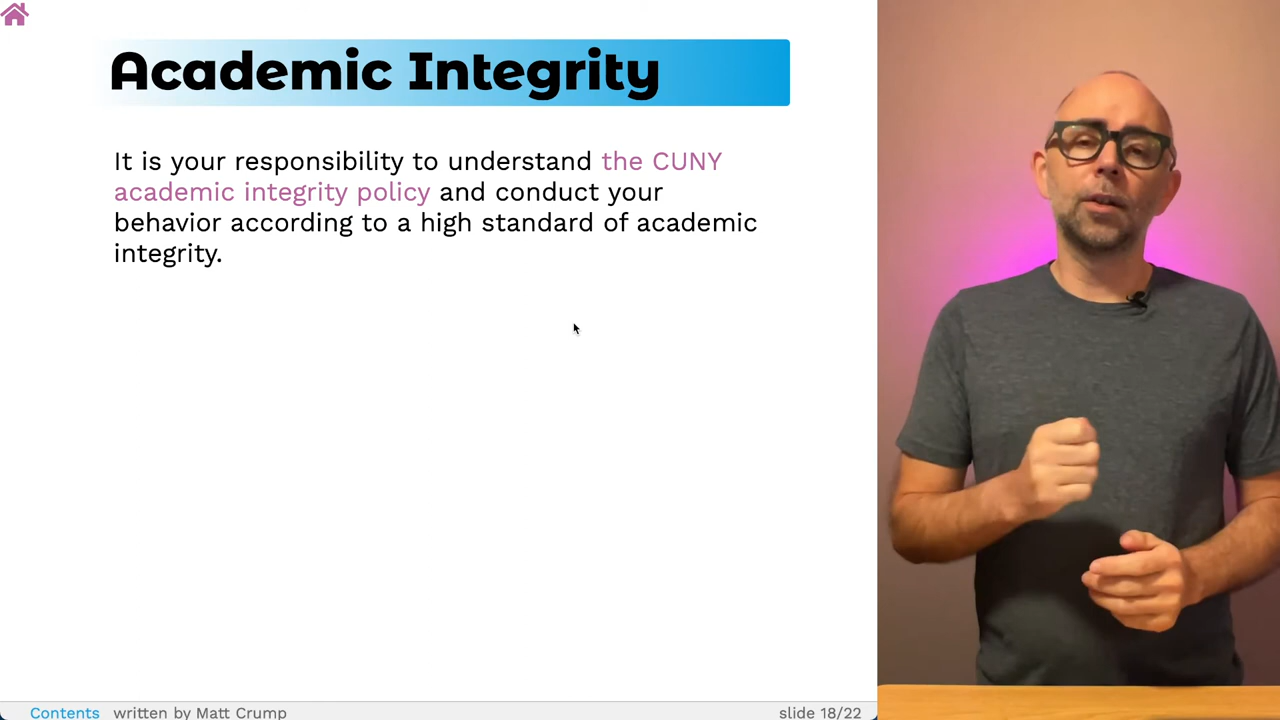 Academic Integrity
It is your responsibility to understand the CUNY
academic integrity policy and conduct your
behavior according to a high standard of academic
integrity.
Contents written by Matt Crump slide 18/22